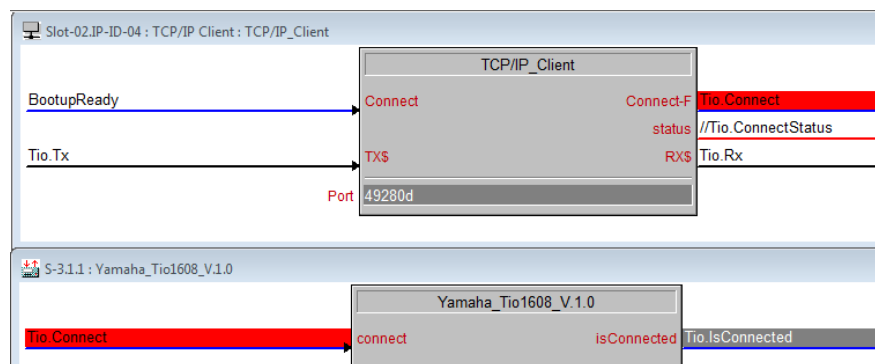 Slot-02.IP-ID-04 : TCP/IP Client : TCP/IP_Client
TCP/IP_Client
BootupReady
Connect
Connect-F
Tio.Connect
status
//Tio.ConnectStatus
Tio.Tx
TX$
RX$
Tio.Rx
Port
49280d
S-3.1.1 : Yamaha_Tio1608_V.1.0
Yamaha_Tio1608_V.1.0
Tio.Connect
connect
isConnected
Tio.IsConnected